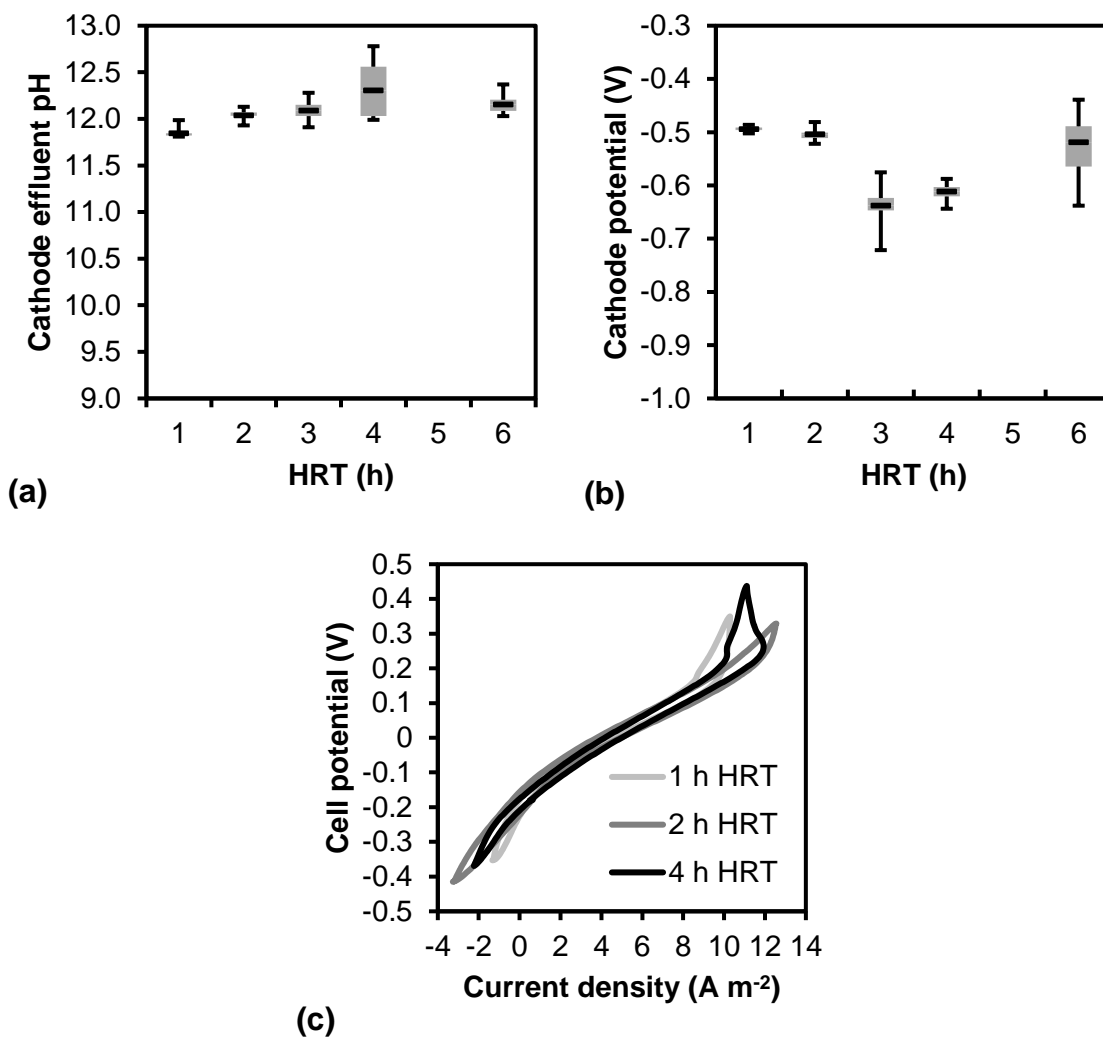 Cathode effluent pH
13.0
12.5
12.0
11.5
11.0
10.5
10.0
9.5
9.0
1 2 3 4 5 6
HRT (h)
(a)
Cathode potential (V)
-0.3
-0.4
-0.5
-0.6
-0.7
-0.8
-0.9
-1.0
1 2 3 4 5 6
HRT (h)
(b)
Cell potential (V)
0.5
0.4
0.3
0.2
0.1
0
-0.1
-0.2
-0.3
-0.4
-0.5
1 h HRT
2 h HRT
4 h HRT
-4 -2 0 2 4 6 8 10 12 14
Current density (A m⁻²)
(c)